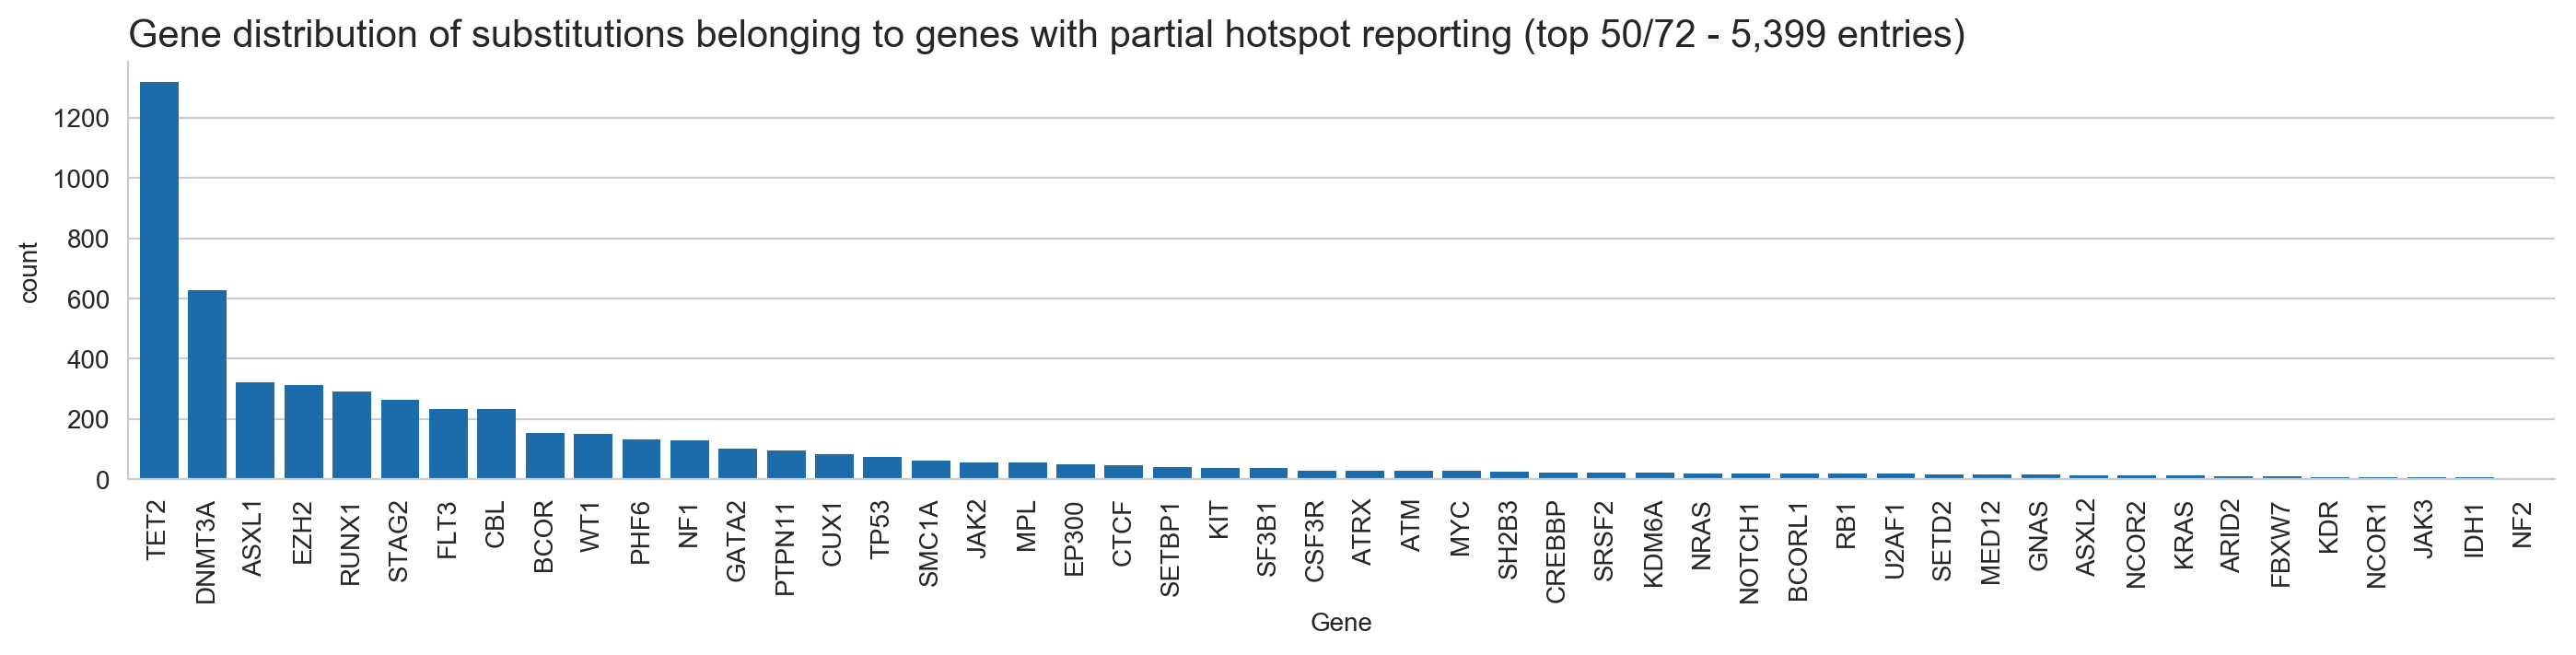 Gene distribution of substitutions belonging to genes with partial hotspot reporting (top 50/72 - 5,399 entries)
1200
1000
800
600
400
200
0
count
TET2
DNMT3A
ASXL1
EZH2
RUNX1
STAG2
FLT3
CBL
BCOR
WT1
PHF6
NF1
GATA2
PTPN11
CUX1
TP53
SMC1A
JAK2
MPL
EP300
CTCF
SETBP1
KIT
SF3B1
CSF3R
ATRX
ATM
MYC
SH2B3
CREBBP
SRSF2
KDM6A
NRAS
NOTCH1
BCORL1
RB1
U2AF1
SETD2
MED12
GNAS
ASXL2
NCOR2
KRAS
ARID2
FBXW7
KDR
NCOR1
JAK3
IDH1
NF2
Gene